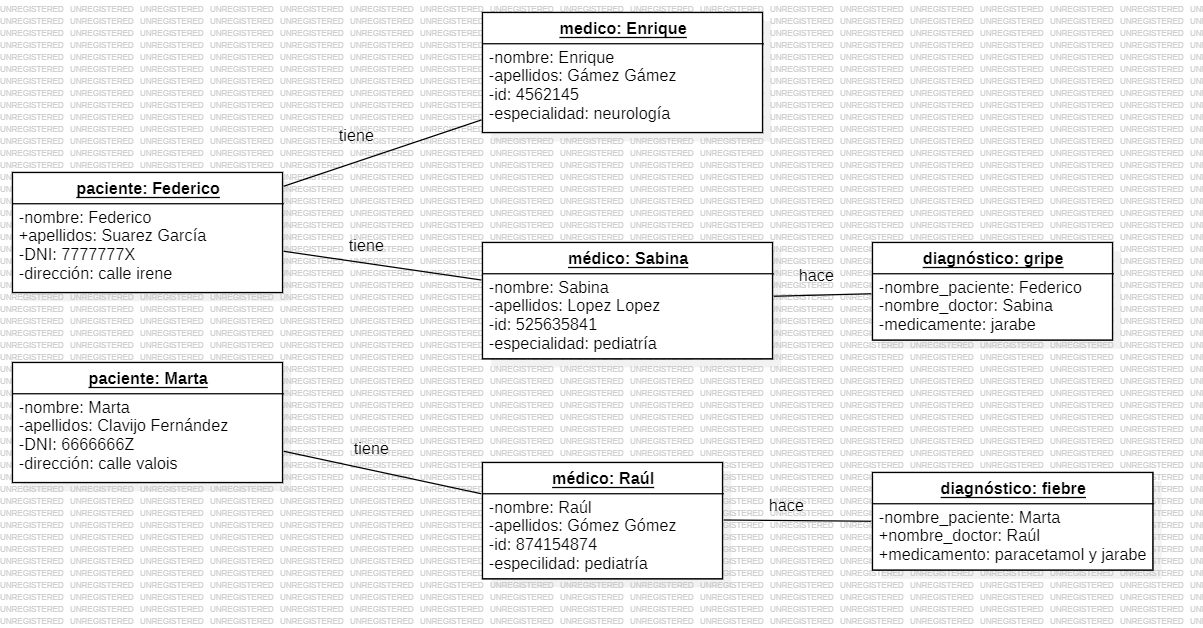 medico: Enrique
-nombre: Enrique
-apellidos: Gámez Gámez
-id: 4562145
-especialidad: neurología
tiene
paciente: Federico
-nombre: Federico
+apellidos: Suarez García
-DNI: 7777777X
-dirección: calle irene
tiene
médico: Sabina
-nombre: Sabina
-apellidos: Lopez Lopez
-id: 525635841
-especialidad: pediatría
hace
diagnóstico: gripe
-nombre_paciente: Federico
-nombre_doctor: Sabina
-medicamente: jarabe
paciente: Marta
-nombre: Marta
-apellidos: Clavijo Fernández
-DNI: 6666666Z
-dirección: calle valois
tiene
médico: Raúl
-nombre: Raúl
-apellidos: Gómez Gómez
-id: 874154874
-especilidad: pediatría
hace
diagnóstico: fiebre
-nombre_paciente: Marta
+nombre_doctor: Raúl
+medicamento: paracetamol y jarabe
UNREGISTERED